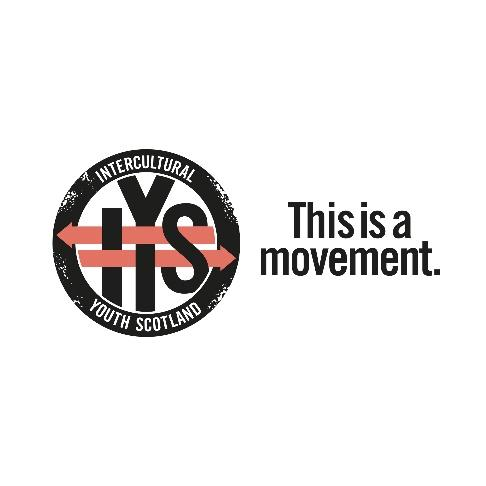 INTERCULTURAL
IYS
YOUTH SCOTLAND
This is a
movement.